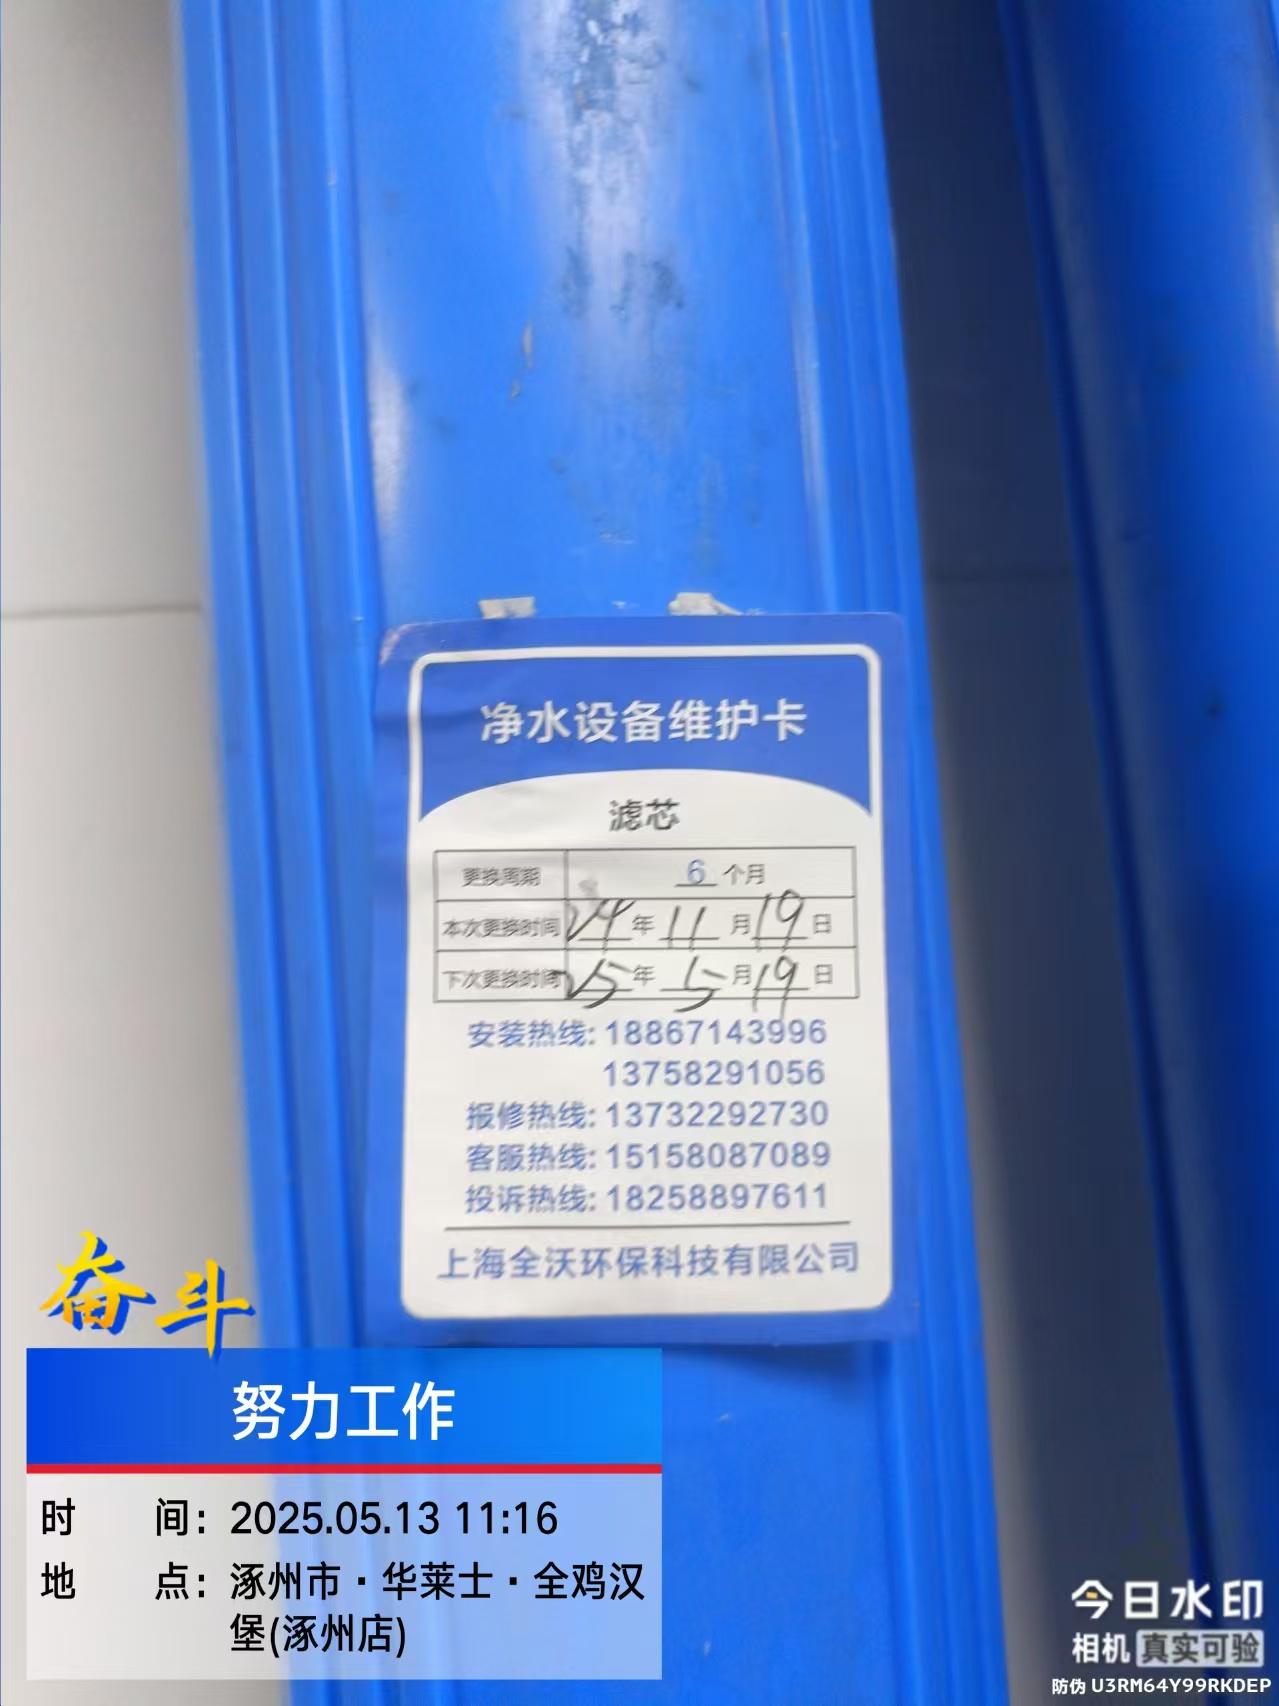 净水设备维护卡
滤芯
更换周期 6 个月
本次更换时间 24 年 11 月 19 日
下次更换时间 25 年 5 月 19 日
安装热线: 18867143996
13758291056
报修热线: 13732292730
客服热线: 15158087089
投诉热线: 18258897611
上海全沃环保科技有限公司
奋斗
努力工作
时 间: 2025.05.13 11:16
地 点: 涿州市·华莱士·全鸡汉
堡(涿州店)
今日水印
相机 真实可验
防伪 U3RM64Y99RKDEP